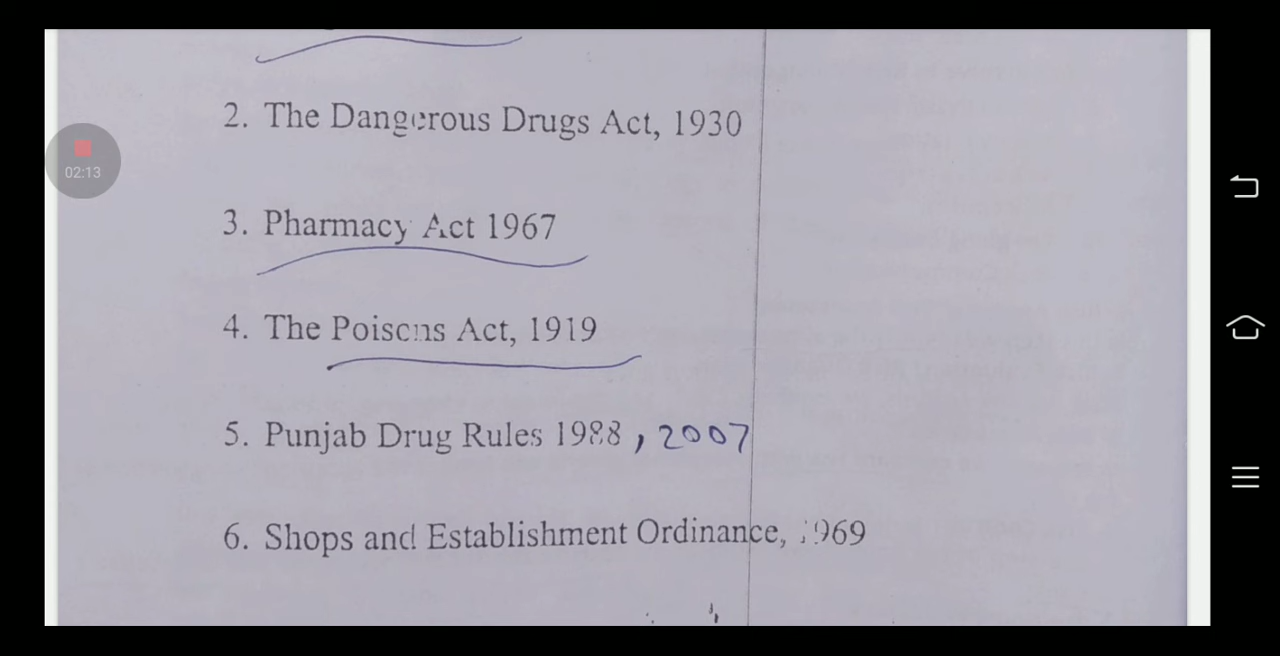 02:13
2. The Dangerous Drugs Act, 1930
3. Pharmacy Act 1967
4. The Poisons Act, 1919
5. Punjab Drug Rules 1988, 2007
6. Shops and Establishment Ordinance, 1969